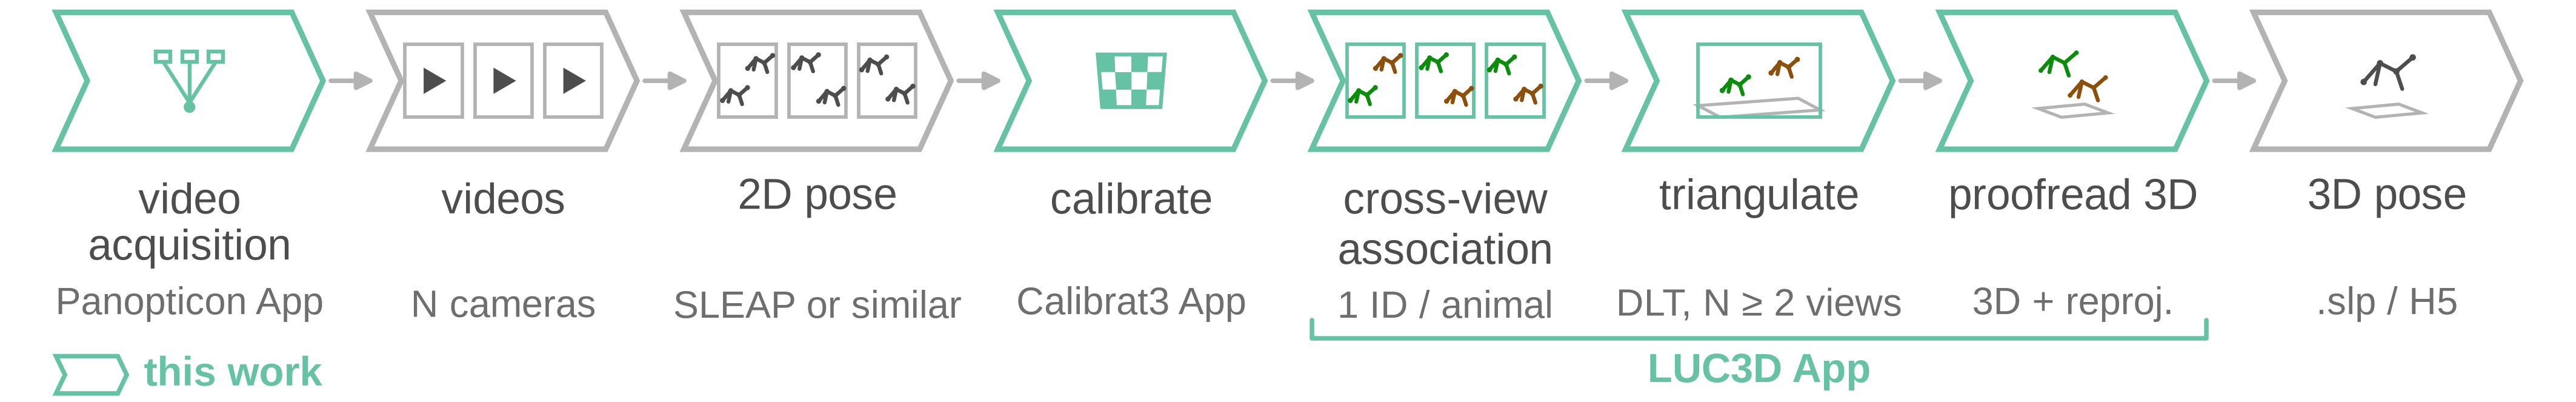 video
acquisition
Panopticon App
videos
N cameras
2D pose
SLEAP or similar
calibrate
Calibrat3 App
cross-view
association
1 ID / animal
triangulate
DLT, N ≥ 2 views
proofread 3D
3D + reproj.
3D pose
.slp / H5
this work
LUC3D App